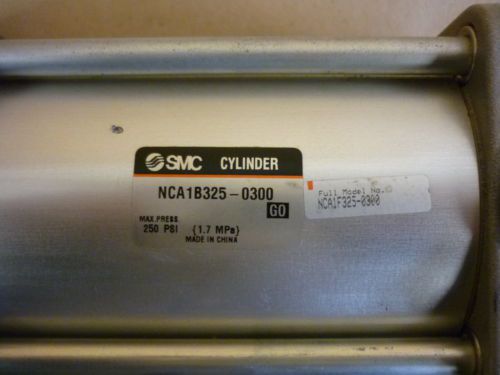 SMC CYLINDER
NCA1B325-0300
GO
MAX.PRESS.
250 PSI (1.7 MPa)
MADE IN CHINA
Full Model No.
NCA1F325-0300